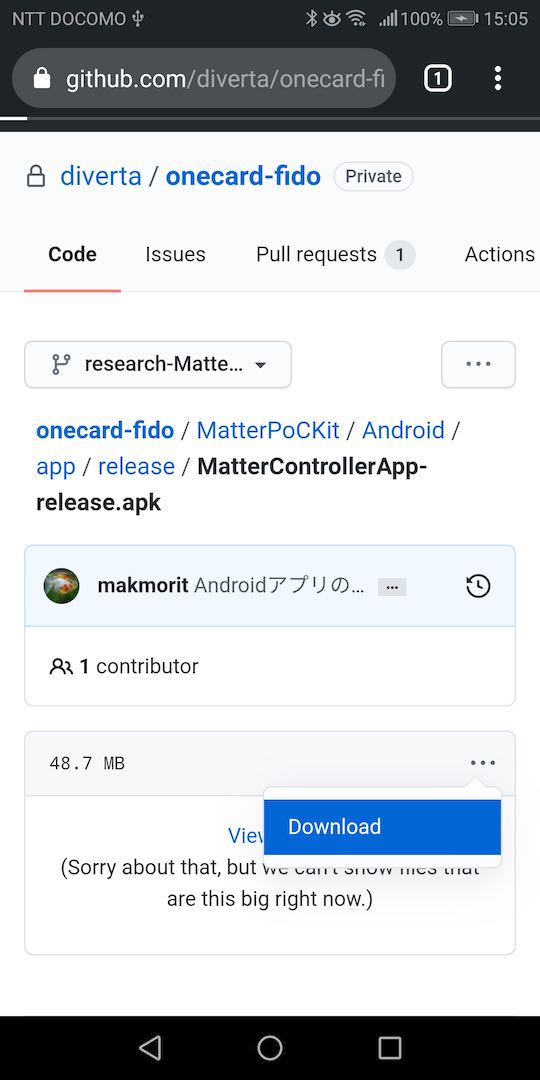 NTT DOCOMO 100% 15:05
github.com/diverta/onecard-fi 1
diverta / onecard-fido Private
Code Issues Pull requests 1 Actions
research-Matte... ...
onecard-fido / MatterPoCKit / Android /
app / release / MatterControllerApp-
release.apk
makmorit Androidアプリの... ...
1 contributor
48.7 MB ...
Download
(Sorry about that, but we can't show files that
are this big right now.)